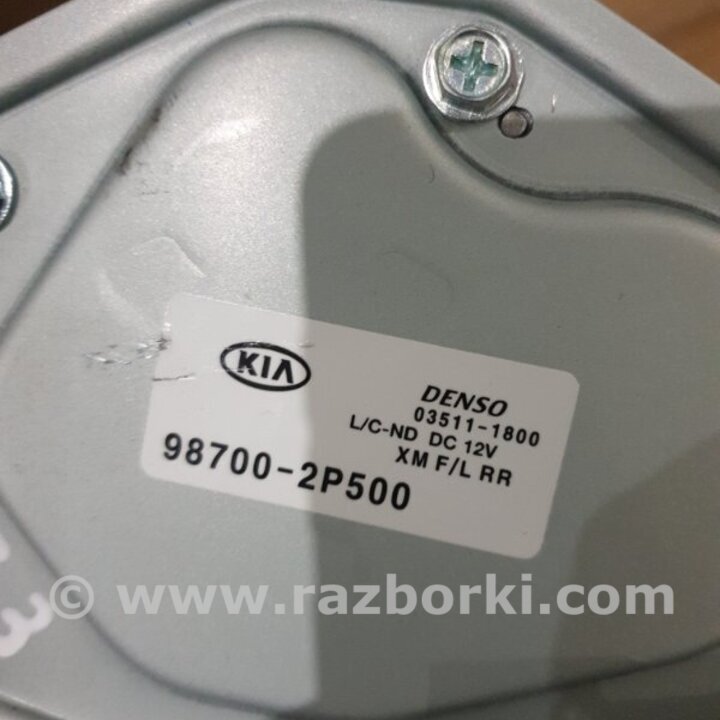 KIA
DENSO
03511-1800
L/C-ND DC 12V
98700-2P500
XM F/L RR
© www.razborki.com